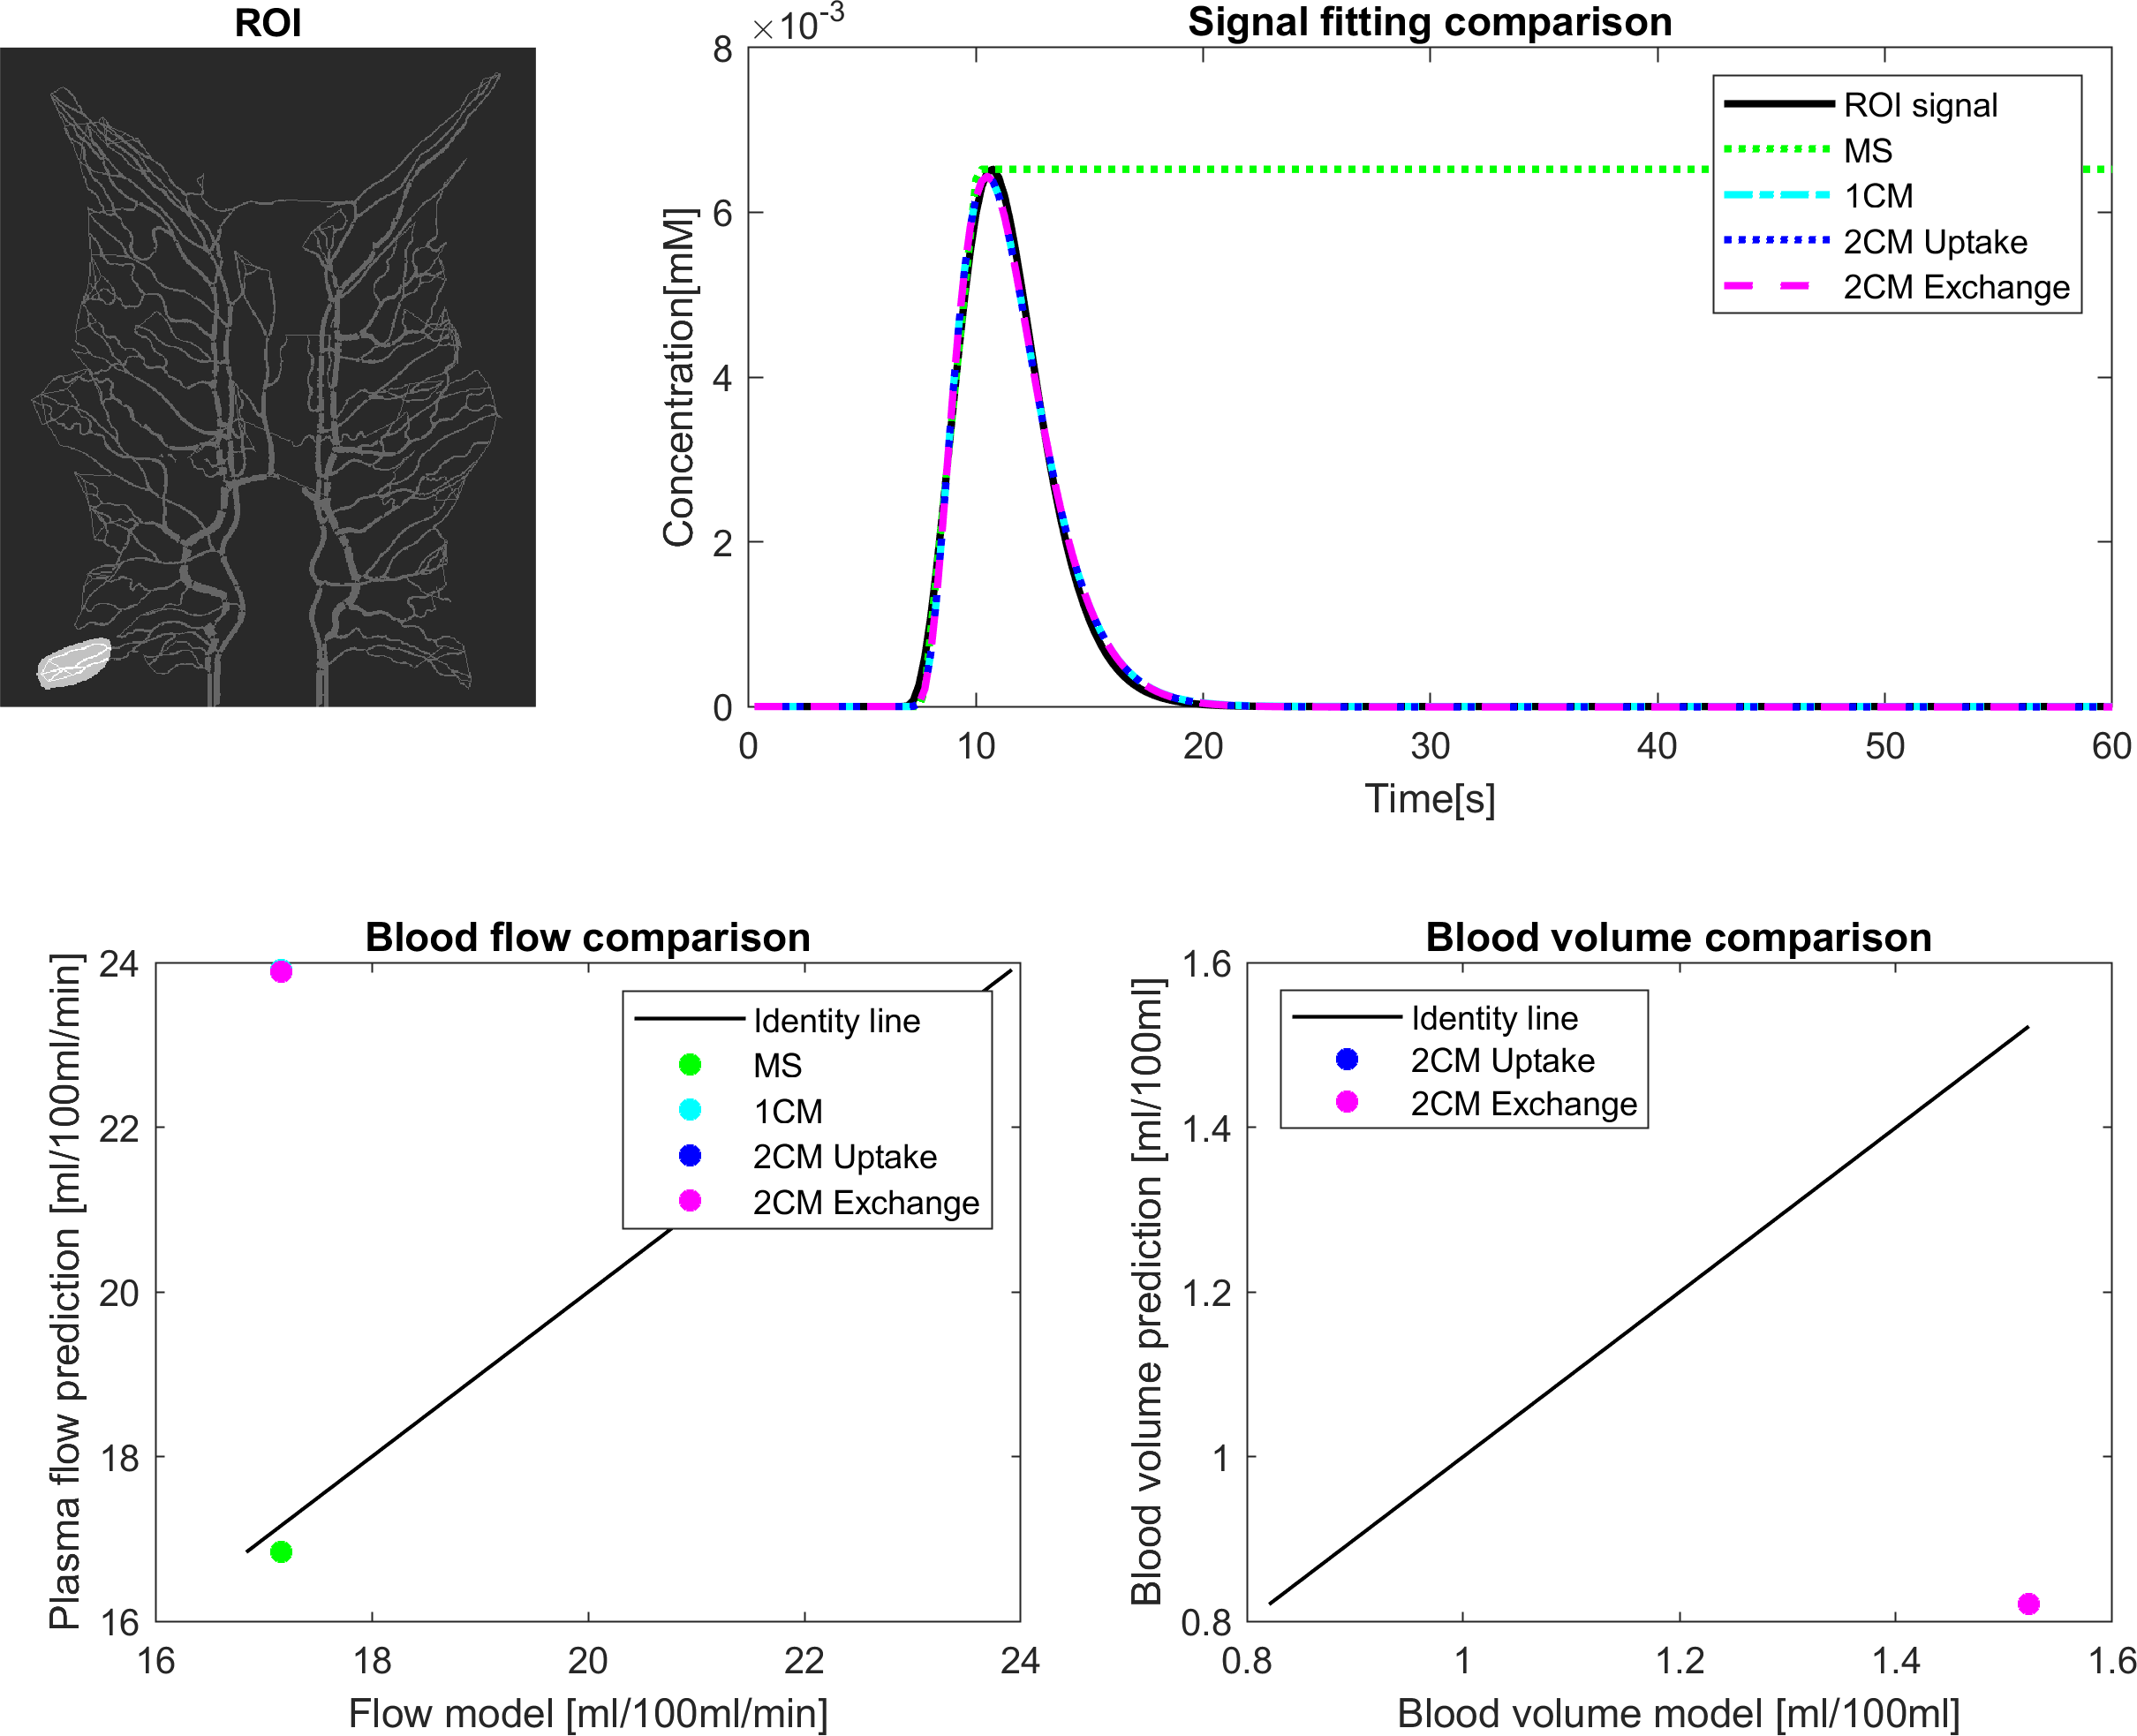 ROI
Signal fitting comparison
×10-3
8
6
4
2
0
Concentration[mM]
0 10 20 30 40 50 60
Time[s]
ROI signal
MS
1CM
2CM Uptake
2CM Exchange
Blood flow comparison
24
22
20
18
16
Plasma flow prediction [ml/100ml/min]
16 18 20 22 24
Flow model [ml/100ml/min]
Identity line
MS
1CM
2CM Uptake
2CM Exchange
Blood volume comparison
1.6
1.4
1.2
1
0.8
Blood volume prediction [ml/100ml]
0.8 1 1.2 1.4 1.6
Blood volume model [ml/100ml]
Identity line
2CM Uptake
2CM Exchange